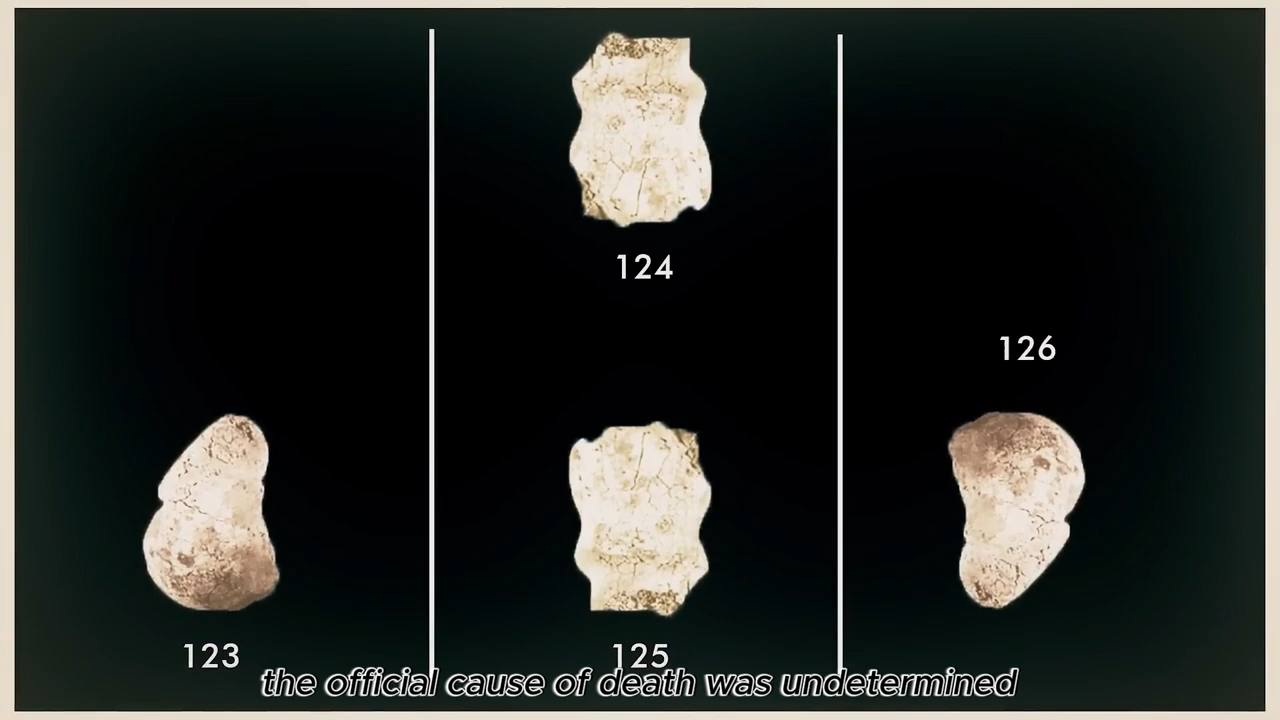 124
126
123
125
the official cause of death was undetermined